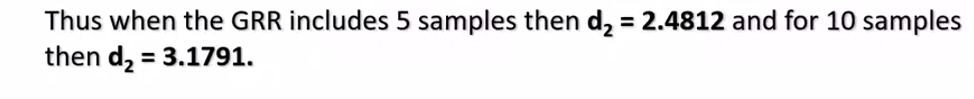 Thus when the GRR includes 5 samples then d₂ = 2.4812 and for 10 samples
then d₂ = 3.1791.